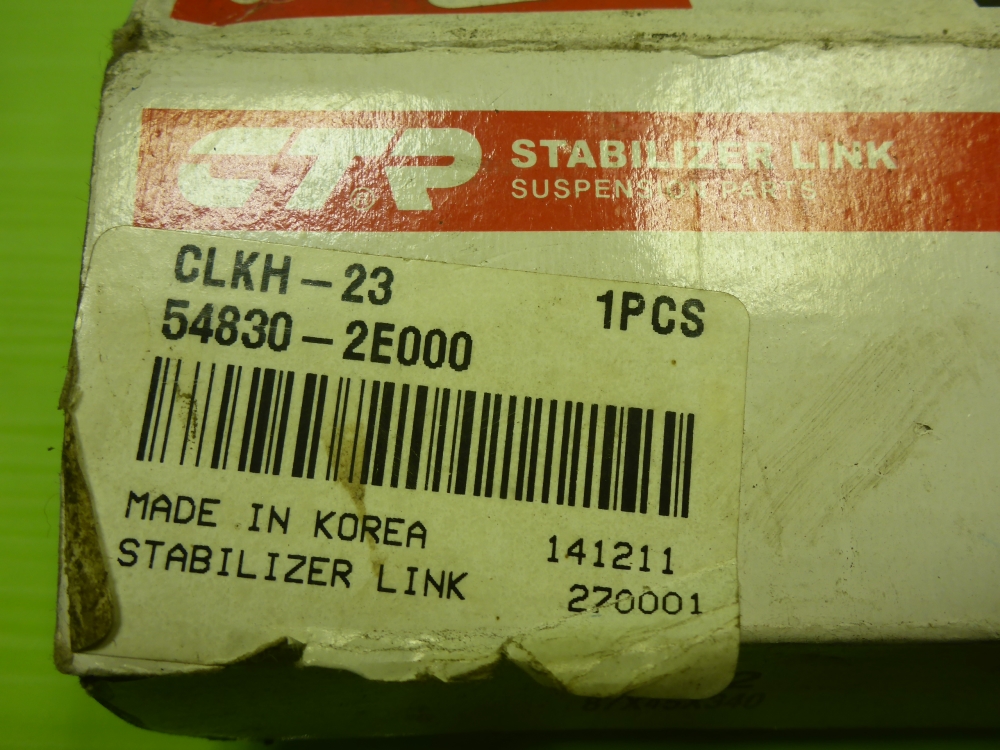 CTR ® STABILIZER LINK
SUSPENSION PARTS
CLKH-23 1PCS
54830-2E000
MADE IN KOREA 141211
STABILIZER LINK 270001